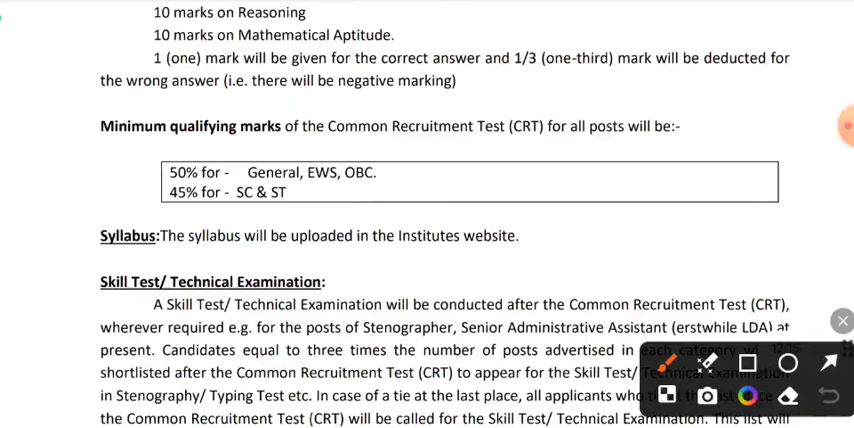 10 marks on Reasoning
10 marks on Mathematical Aptitude.
1 (one) mark will be given for the correct answer and 1/3 (one-third) mark will be deducted for
the wrong answer (i.e. there will be negative marking)
Minimum qualifying marks of the Common Recruitment Test (CRT) for all posts will be:-
50% for - General, EWS, OBC.
45% for - SC & ST
Syllabus:The syllabus will be uploaded in the Institutes website.
Skill Test/ Technical Examination:
A Skill Test/ Technical Examination will be conducted after the Common Recruitment Test (CRT),
wherever required e.g. for the posts of Stenographer, Senior Administrative Assistant (erstwhile LDA) at
present. Candidates equal to three times the number of posts advertised in each category
shortlisted after the Common Recruitment Test (CRT) to appear for the Skill Test/ Technical Examination
in Stenography/ Typing Test etc. In case of a tie at the last place, all applicants who
the Common Recruitment Test (CRT) will be called for the Skill Test/ Technical Examination. This list will